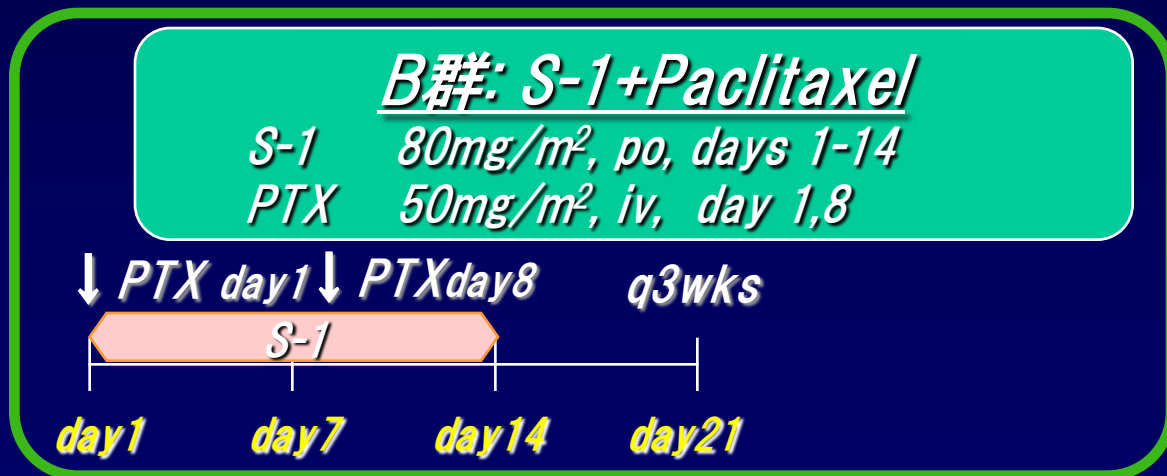 B群: S-1+Paclitaxel
S-1 80mg/m², po, days 1-14
PTX 50mg/m², iv, day 1,8
↓ PTX day1 ↓ PTXday8 q3wks
S-1
day1 day7 day14 day21